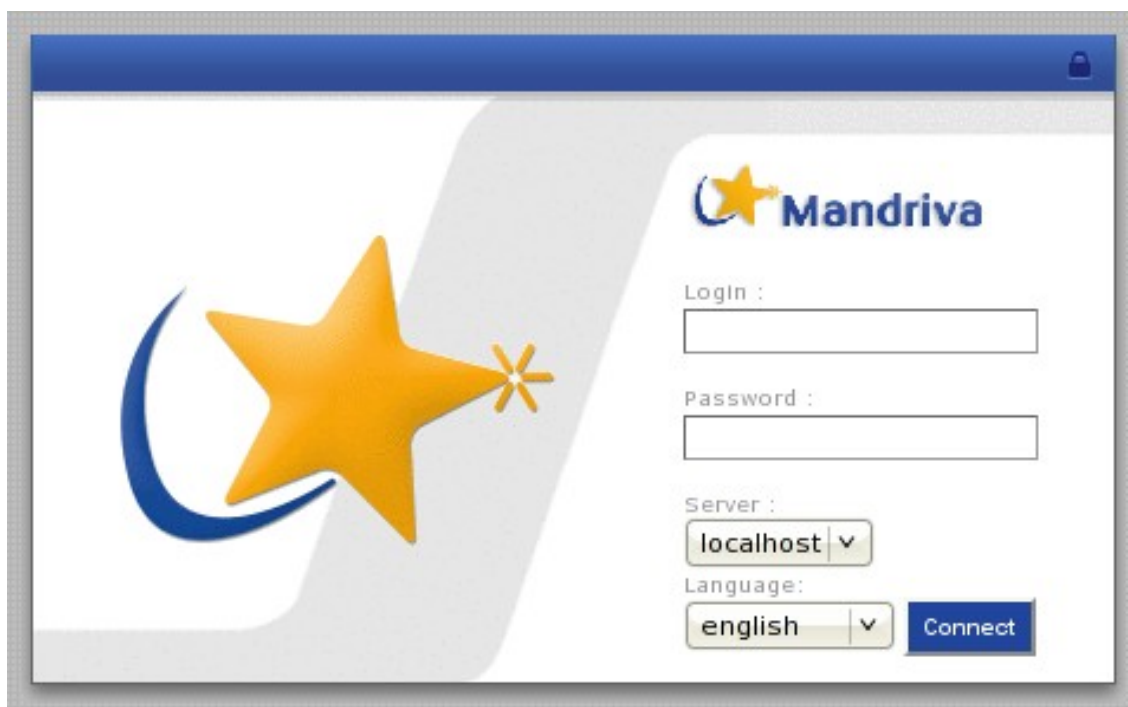 Mandriva
Login :
Password :
Server :
localhost
Language:
english
Connect